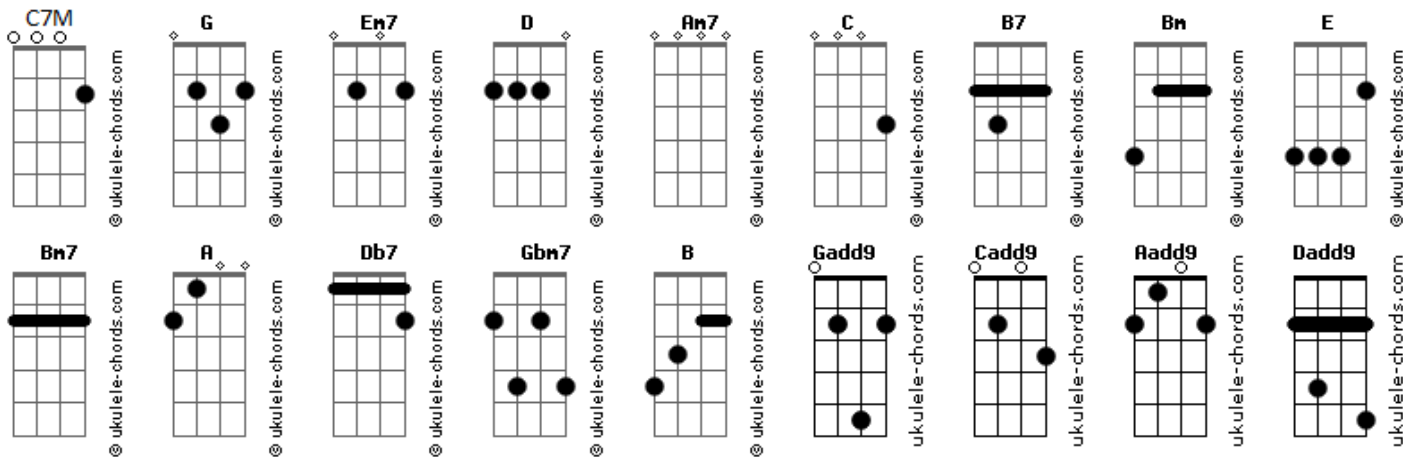 C7M G Em7 D Am7 C B7 Bm E
© ukulele-chords.com © ukulele-chords.com © ukulele-chords.com © ukulele-chords.com © ukulele-chords.com © ukulele-chords.com © ukulele-chords.com © ukulele-chords.com © ukulele-chords.com
Bm7 A Db7 Gbm7 B Gadd9 Cadd9 Aadd9 Dadd9
© ukulele-chords.com © ukulele-chords.com © ukulele-chords.com © ukulele-chords.com © ukulele-chords.com ukulele-chords.com ukulele-chords.com ukulele-chords.com ukulele-chords.com